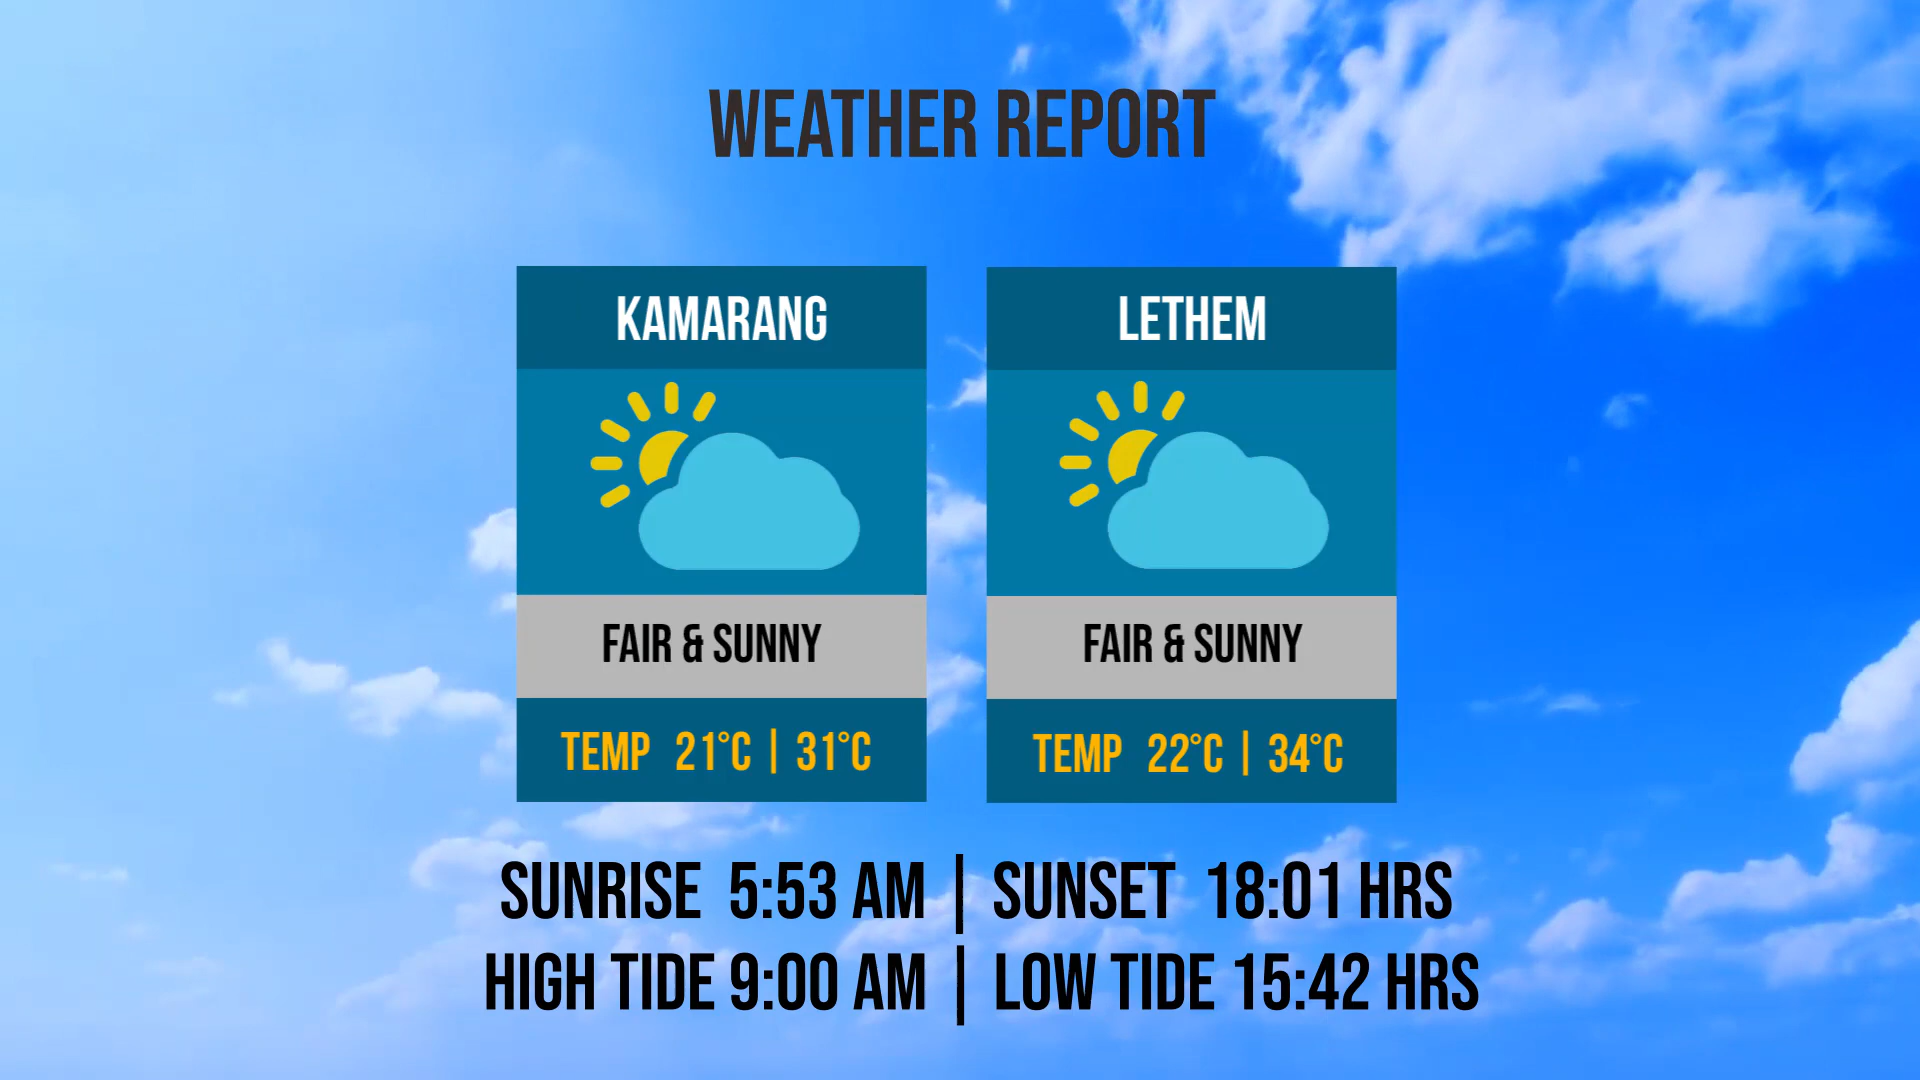 WEATHER REPORT
KAMARANG
FAIR & SUNNY
TEMP 21°C | 31°C
LETHEM
FAIR & SUNNY
TEMP 22°C | 34°C
SUNRISE 5:53 AM | SUNSET 18:01 HRS
HIGH TIDE 9:00 AM | LOW TIDE 15:42 HRS